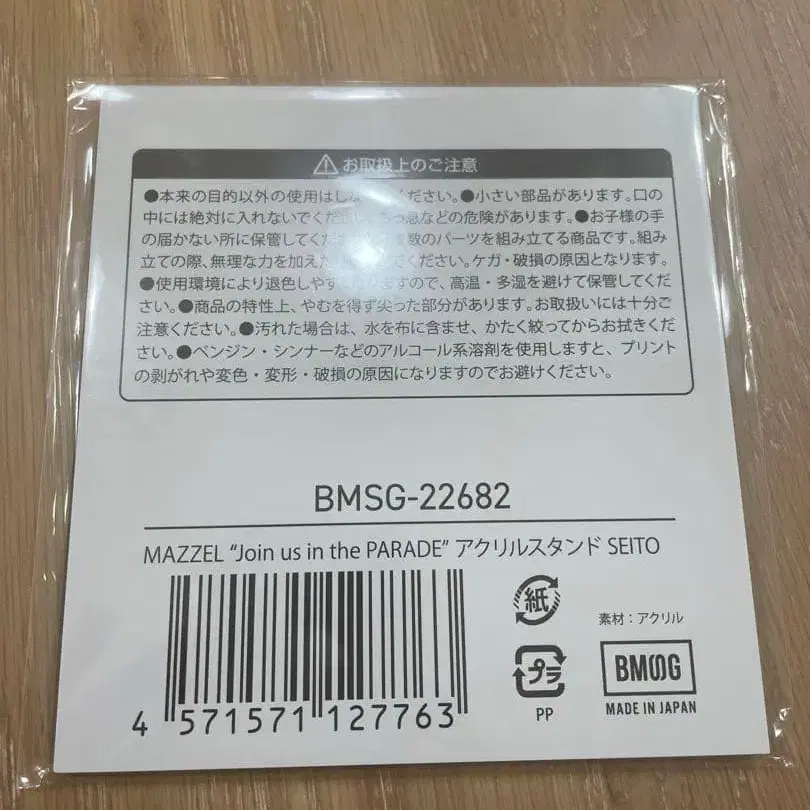 お取扱上のご注意
●本来の目的以外の使用はしな ください。●小さい部品があります。口の
中には絶対に入れないでくだ 息などの危険があります。●お子様の手
の届かない所に保管してくだ 数のパーツを組み立てる商品です。組み
立ての際、無理な力を加えた でください。ケガ・破損の原因となります。
●使用環境により退色しやす りますので、高温・多湿を避けて保管してくだ
さい。●商品の特性上、やむを得ず尖った部分があります。お取扱いには十分ご
注意ください。●汚れた場合は、水を布に含ませ、かたく絞ってからお拭きくだ
さい。●ベンジン・シンナーなどのアルコール系溶剤を使用しますと、プリント
の剥がれや変色・変形・破損の原因になりますのでお避けください。
BMSG-22682
MAZZEL “Join us in the PARADE” アクリルスタンド SEITO
紙
素材：アクリル
プラ
PP
BMSG
MADE IN JAPAN
4 571571 127763